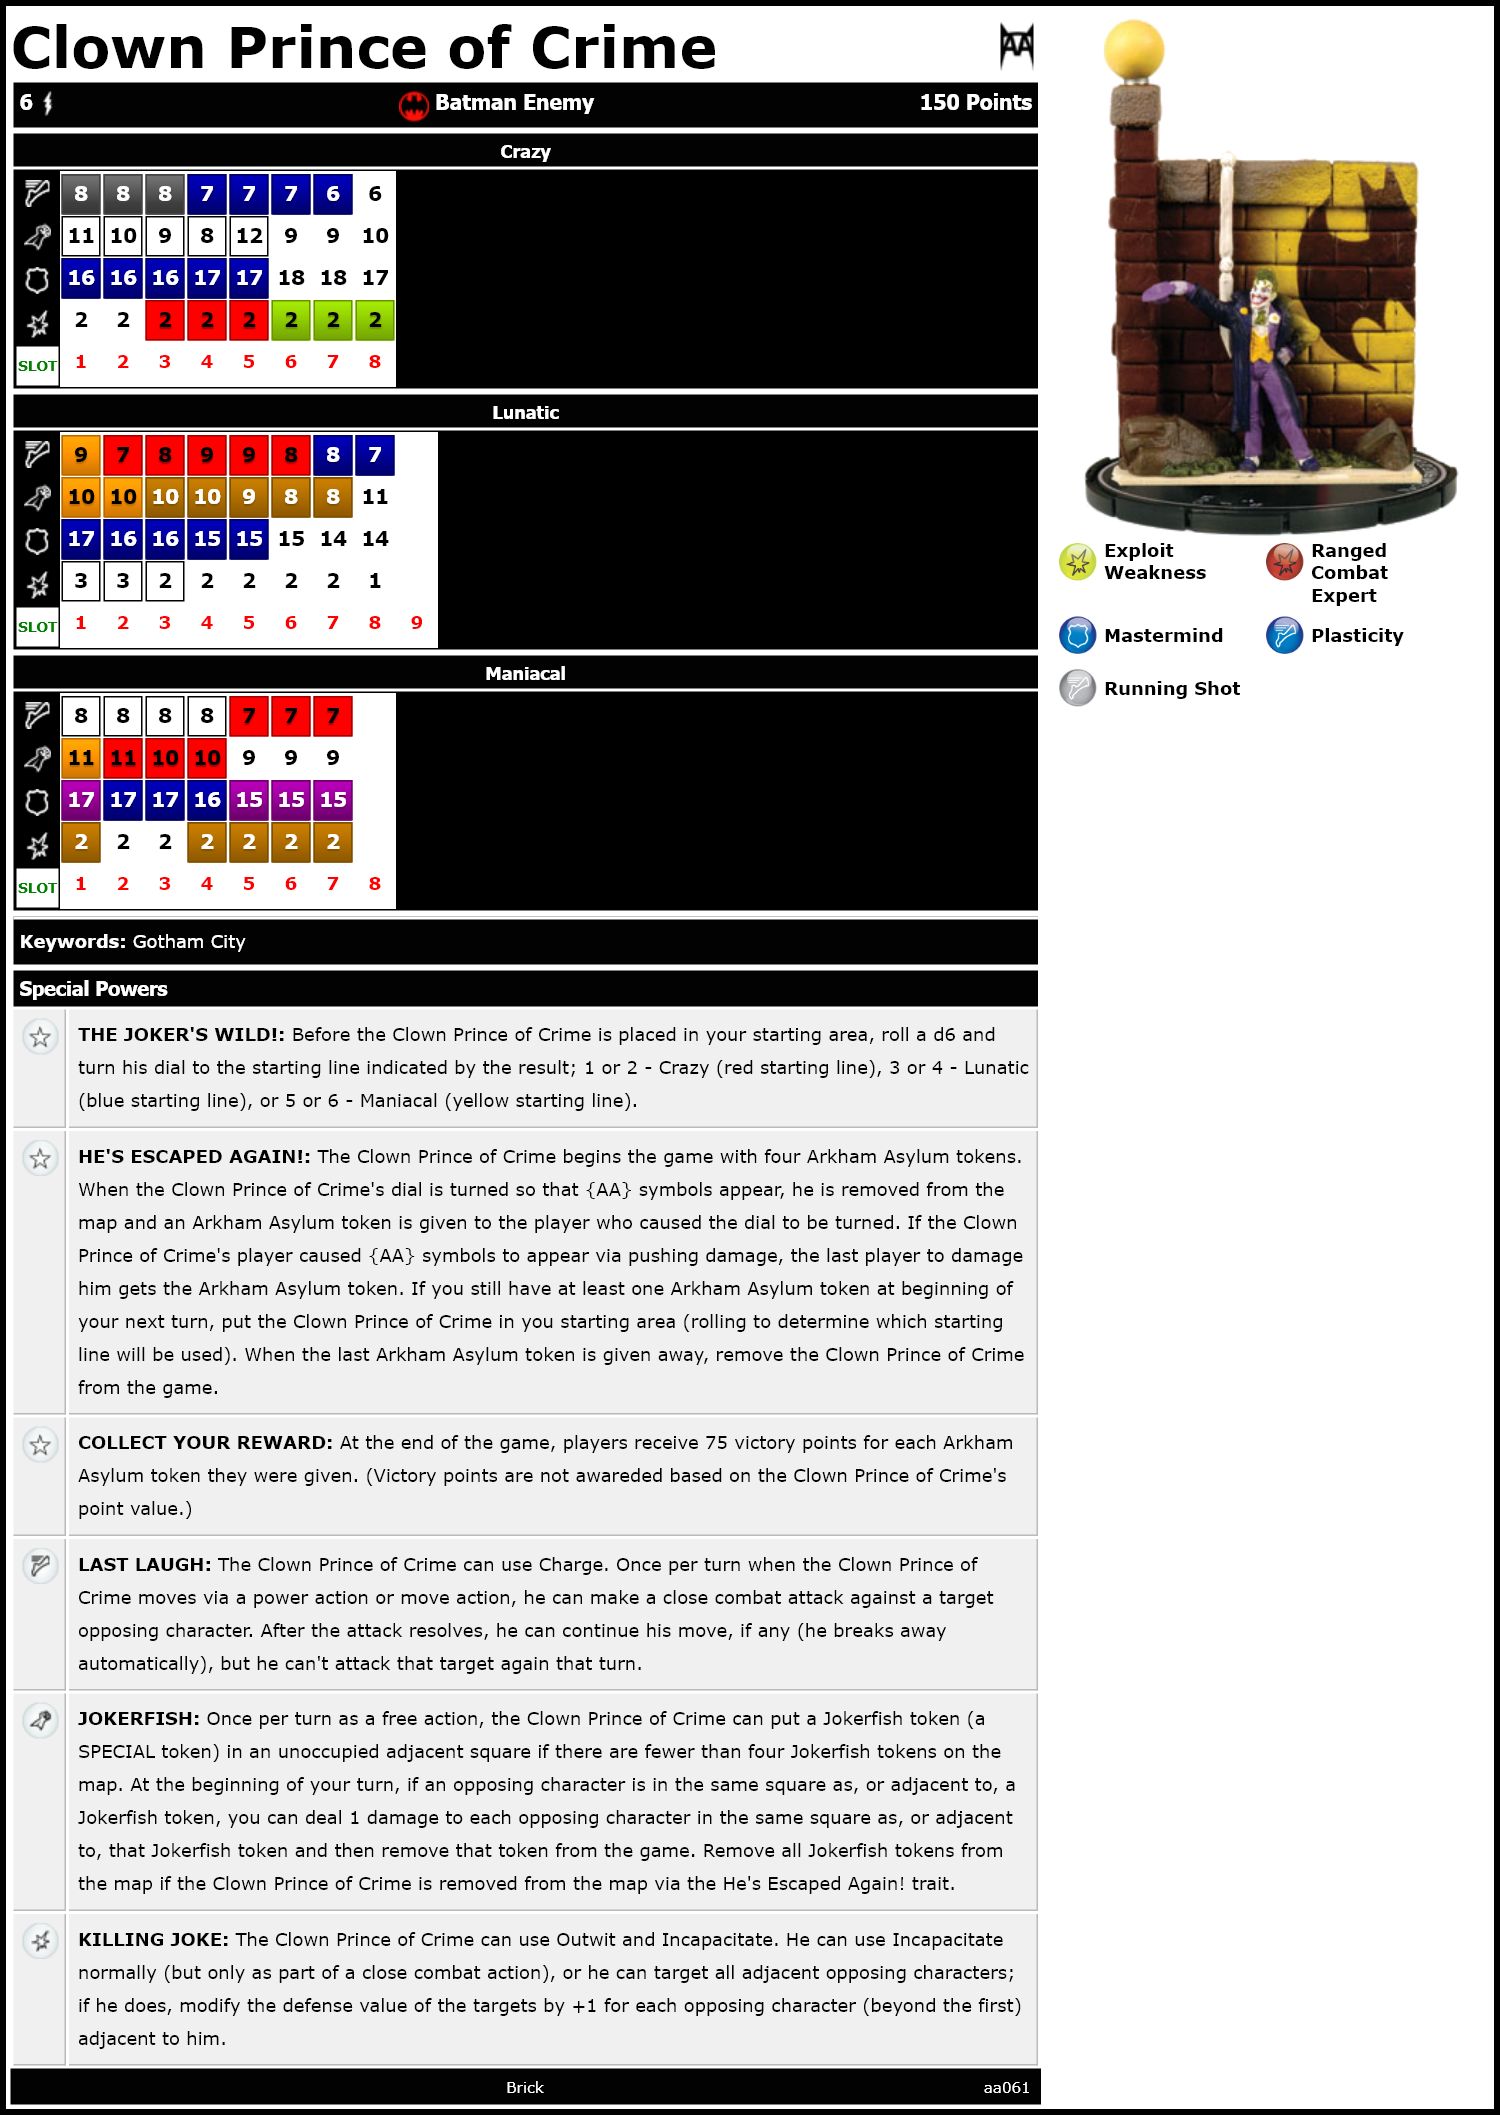 Clown Prince of Crime
6 Batman Enemy 150 Points
Crazy
8 8 8 7 7 7 6 6
11 10 9 8 12 9 9 10
16 16 16 17 17 18 18 17
2 2 2 2 2 2 2 2
SLOT 1 2 3 4 5 6 7 8
Lunatic
9 7 8 9 9 8 8 7
10 10 10 10 9 8 8 11
17 16 16 15 15 15 14 14
3 3 2 2 2 2 2 1
SLOT 1 2 3 4 5 6 7 8 9
Maniacal
8 8 8 8 7 7 7
11 11 10 10 9 9 9
17 17 17 16 15 15 15
2 2 2 2 2 2 2
SLOT 1 2 3 4 5 6 7 8
Keywords: Gotham City
Special Powers
THE JOKER'S WILD!: Before the Clown Prince of Crime is placed in your starting area, roll a d6 and
turn his dial to the starting line indicated by the result; 1 or 2 - Crazy (red starting line), 3 or 4 - Lunatic
(blue starting line), or 5 or 6 - Maniacal (yellow starting line).
HE'S ESCAPED AGAIN!: The Clown Prince of Crime begins the game with four Arkham Asylum tokens.
When the Clown Prince of Crime's dial is turned so that {AA} symbols appear, he is removed from the
map and an Arkham Asylum token is given to the player who caused the dial to be turned. If the Clown
Prince of Crime's player caused {AA} symbols to appear via pushing damage, the last player to damage
him gets the Arkham Asylum token. If you still have at least one Arkham Asylum token at beginning of
your next turn, put the Clown Prince of Crime in you starting area (rolling to determine which starting
line will be used). When the last Arkham Asylum token is given away, remove the Clown Prince of Crime
from the game.
COLLECT YOUR REWARD: At the end of the game, players receive 75 victory points for each Arkham
Asylum token they were given. (Victory points are not awareded based on the Clown Prince of Crime's
point value.)
LAST LAUGH: The Clown Prince of Crime can use Charge. Once per turn when the Clown Prince of
Crime moves via a power action or move action, he can make a close combat attack against a target
opposing character. After the attack resolves, he can continue his move, if any (he breaks away
automatically), but he can't attack that target again that turn.
JOKERFISH: Once per turn as a free action, the Clown Prince of Crime can put a Jokerfish token (a
SPECIAL token) in an unoccupied adjacent square if there are fewer than four Jokerfish tokens on the
map. At the beginning of your turn, if an opposing character is in the same square as, or adjacent to, a
Jokerfish token, you can deal 1 damage to each opposing character in the same square as, or adjacent
to, that Jokerfish token and then remove that token from the game. Remove all Jokerfish tokens from
the map if the Clown Prince of Crime is removed from the map via the He's Escaped Again! trait.
KILLING JOKE: The Clown Prince of Crime can use Outwit and Incapacitate. He can use Incapacitate
normally (but only as part of a close combat action), or he can target all adjacent opposing characters;
if he does, modify the defense value of the targets by +1 for each opposing character (beyond the first)
adjacent to him.
Brick aa061
Exploit
Weakness
Ranged
Combat
Expert
Mastermind
Plasticity
Running Shot